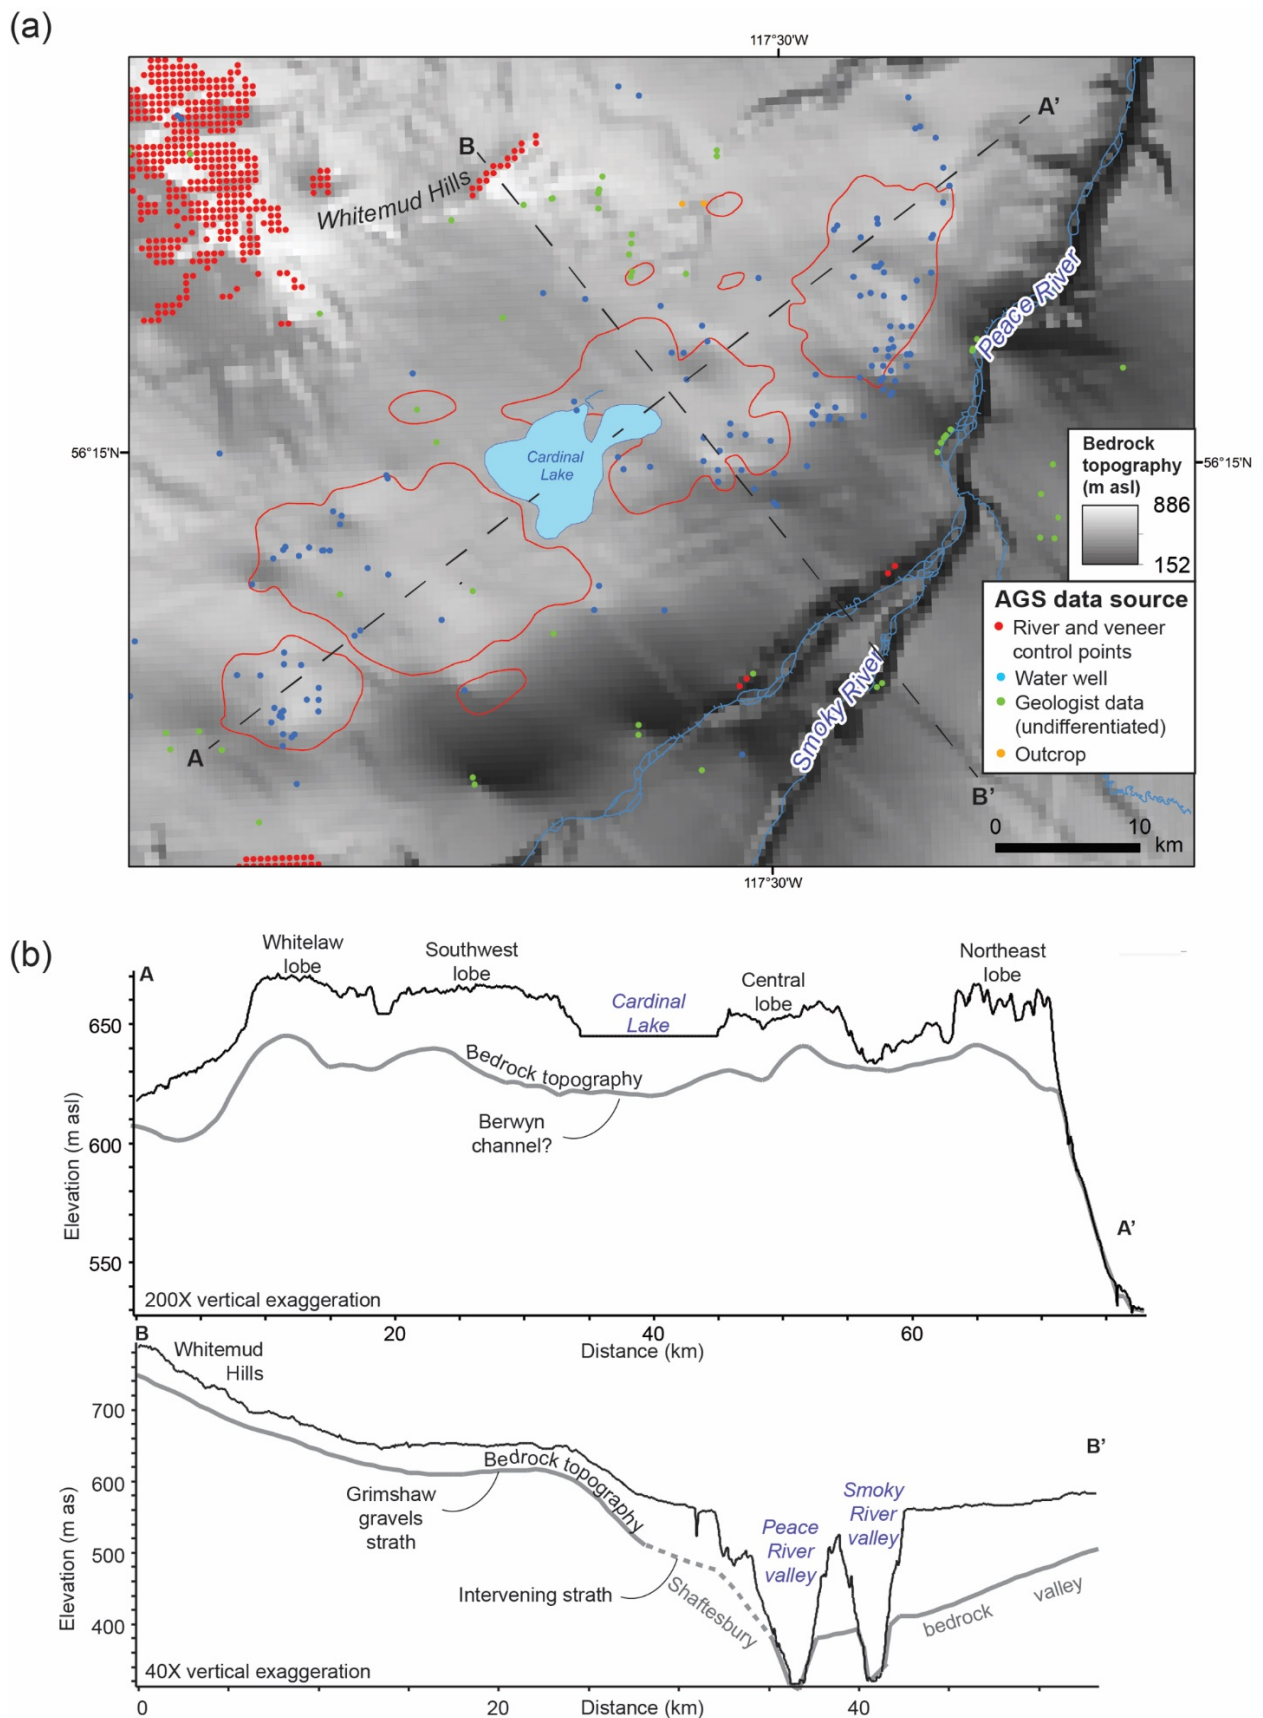 (a)
117°30'W
A'
B
Whitemud Hills
Peace River
56°15'N
Cardinal
Lake
56°15'N
Bedrock
topography
(m asl)
886
152
AGS data source
River and veneer
control points
Water well
Geologist data
(undifferentiated)
Outcrop
Smoky River
A
B'
0 10
km
117°30'W
(b)
A
Whitelaw
lobe
Southwest
lobe
Cardinal
Lake
Central
lobe
Northeast
lobe
650
Bedrock topography
Berwyn
channel?
600
Elevation (m asl)
550
A'
200X vertical exaggeration
20 40 60
Distance (km)
B
Whitemud
Hills
700
B'
Bedrock topography
600
Grimshaw
gravels
strath
Smoky
River
valley
Peace
River
valley
500
Elevation (m as)
Intervening strath
Shaftesbury
bedrock valley
400
40X vertical exaggeration
0 20 40
Distance (km)